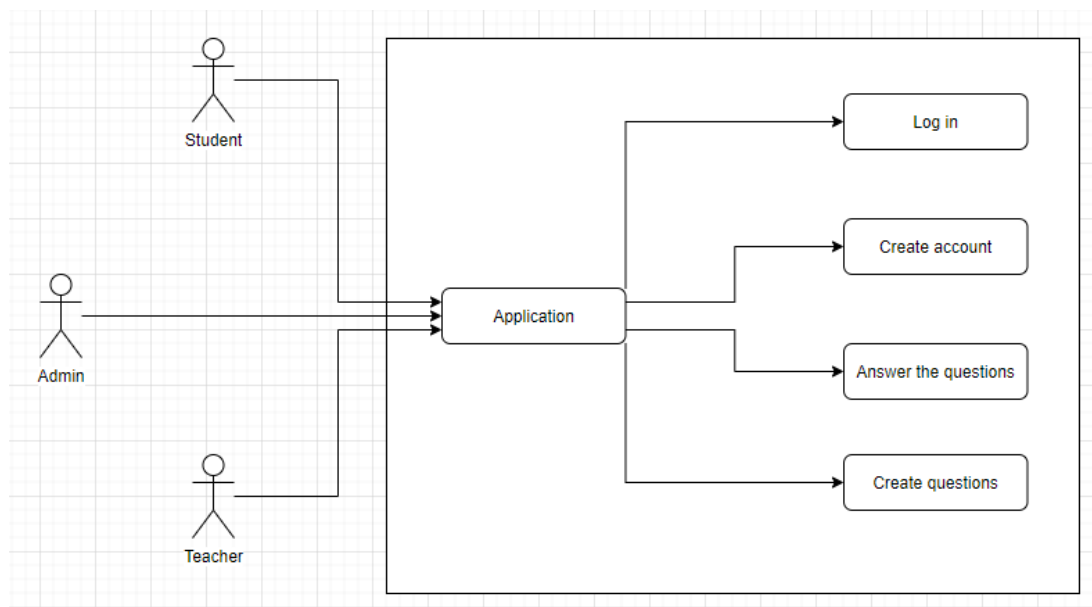 Student
Admin
Teacher
Application
Log in
Create account
Answer the questions
Create questions